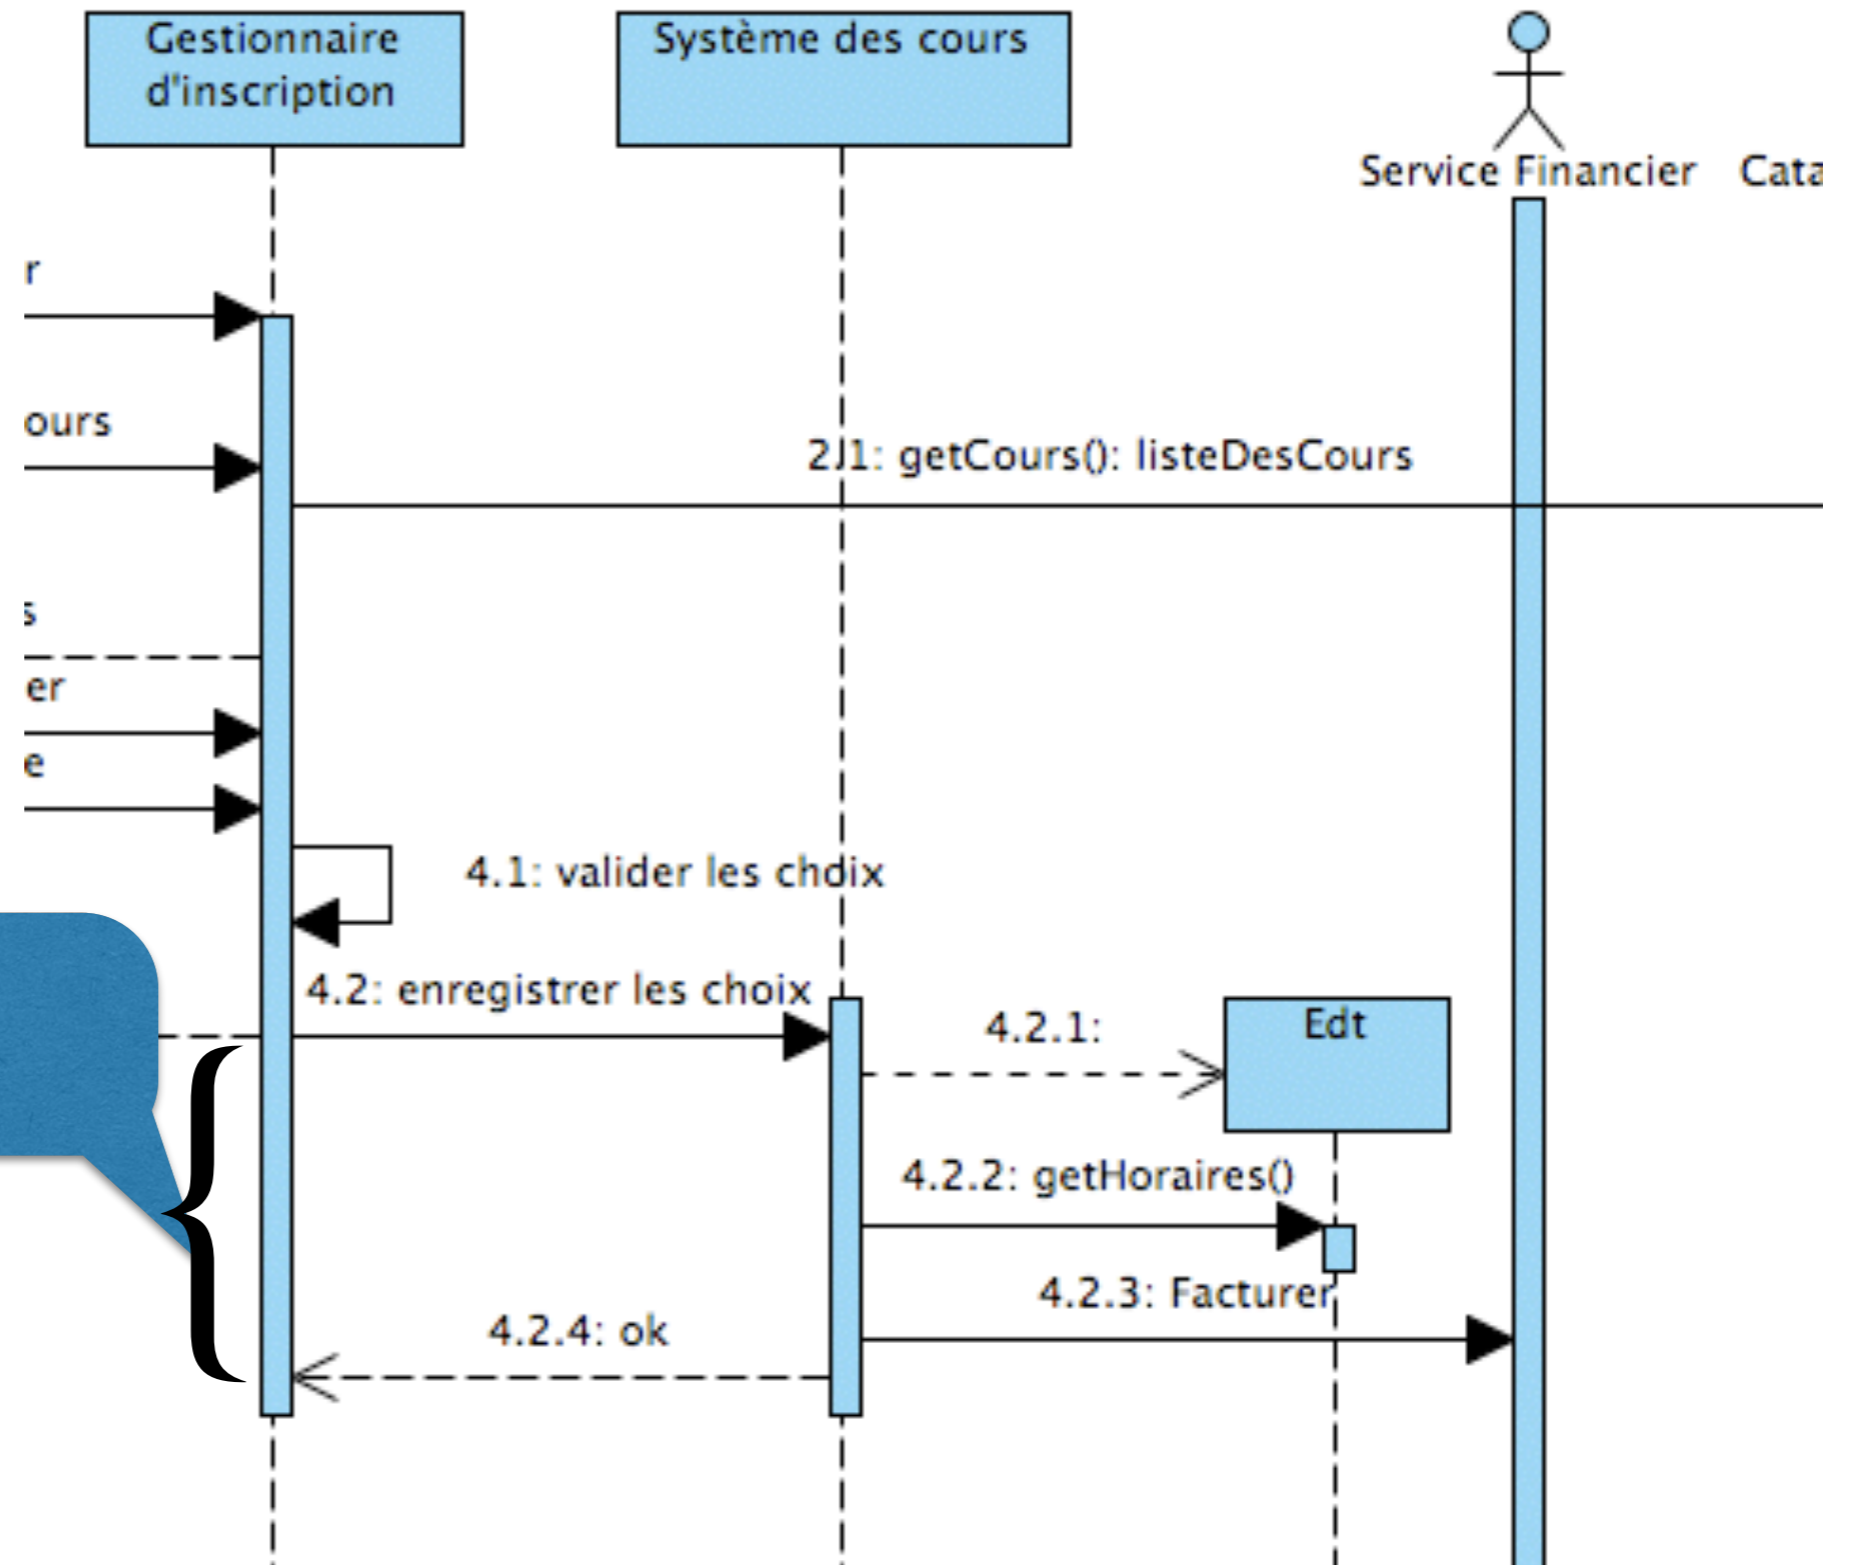 Gestionnaire
d'inscription
Système des cours
Service Financier
Cata
r
ours
2.1: getCours(): listeDesCours
s
er
e
4.1: valider les choix
4.2: enregistrer les choix
4.2.1:
Edt
4.2.2: getHoraires()
4.2.3: Facturer
4.2.4: ok